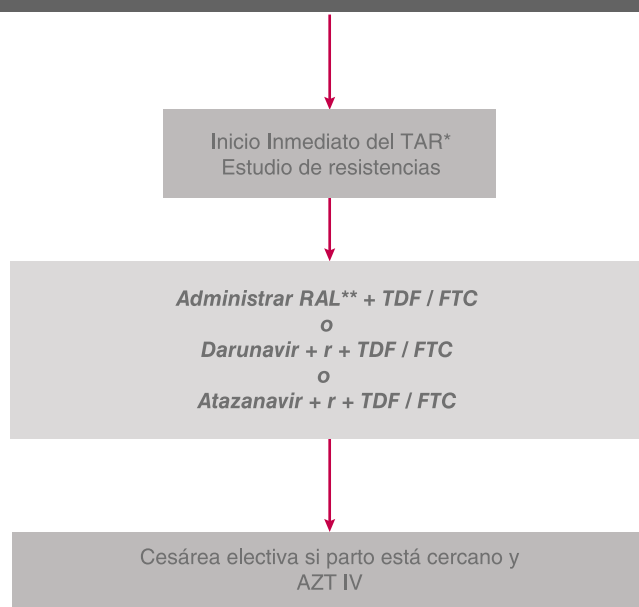 Inicio Inmediato del TAR*
Estudio de resistencias
Administrar RAL** + TDF / FTC
o
Darunavir + r + TDF / FTC
o
Atazanavir + r + TDF / FTC
Cesárea electiva si parto está cercano y
AZT IV